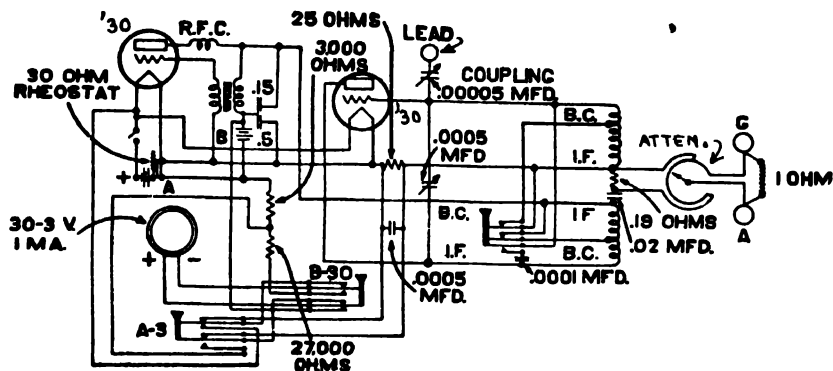 '30
R.F.C.
25 OHMS
3,000
OHMS
LEAD
30 OHM
RHEOSTAT
.15
COUPLING
.00005 MFD.
'30
B
.5
.0005
MFD
B.C.
I.F.
ATTEN.
G
1 OHM
+
A
30-3 V.
1 MA.
+ -
B.C.
I.F.
I.F
B.C.
.19 OHMS
.02 MFD.
A
B-30
.0005
MFD.
.0001 MFD.
A-3
27,000
OHMS